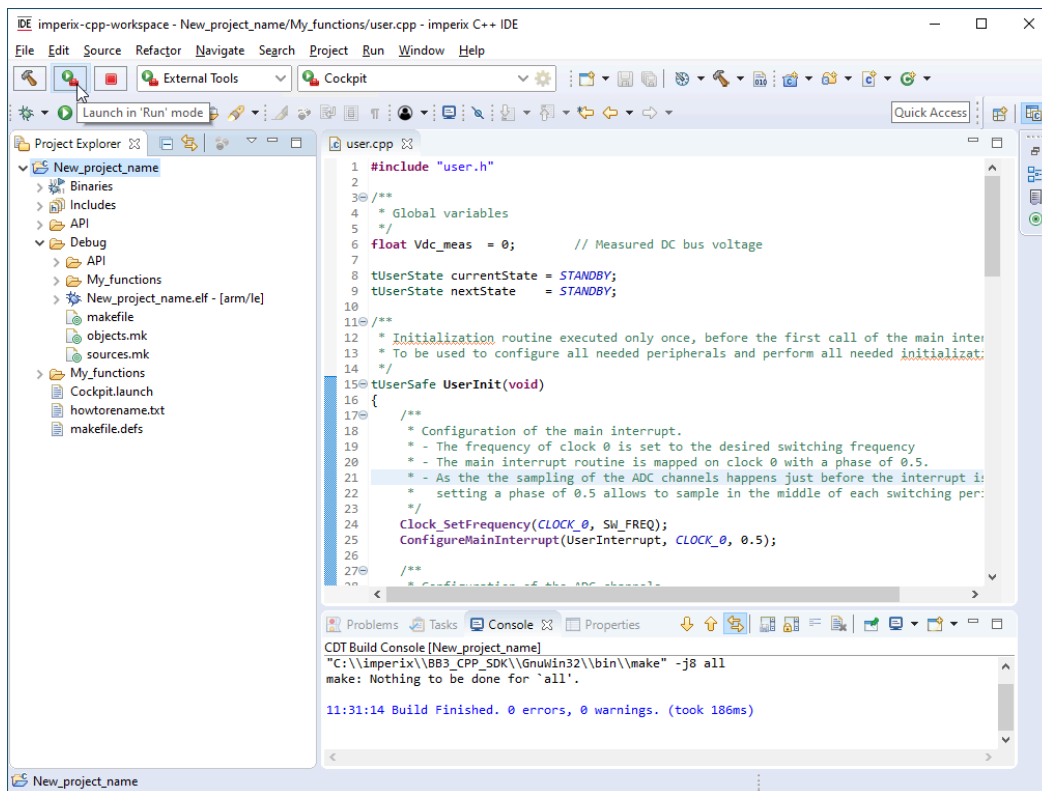 IDE imperix-cpp-workspace - New_project_name/My_functions/user.cpp - imperix C++ IDE
File Edit Source Refactor Navigate Search Project Run Window Help
External Tools Cockpit
Launch in 'Run' mode Quick Access
Project Explorer
New_project_name
Binaries
Includes
API
Debug
API
My_functions
New_project_name.elf - [arm/le]
makefile
objects.mk
sources.mk
My_functions
Cockpit.launch
howtorename.txt
makefile.defs
user.cpp
1 #include "user.h"
2
3 /**
4 * Global variables
5 */
6 float Vdc_meas = 0; // Measured DC bus voltage
7
8 tUserState currentState = STANDBY;
9 tUserState nextState = STANDBY;
10
11 /**
12 * Initialization routine executed only once, before the first call of the main inter
13 * To be used to configure all needed peripherals and perform all needed initializat
14 */
15 tUserSafe UserInit(void)
16 {
17 /**
18 * Configuration of the main interrupt.
19 * - The frequency of clock 0 is set to the desired switching frequency
20 * - The main interrupt routine is mapped on clock 0 with a phase of 0.5.
21 * - As the the sampling of the ADC channels happens just before the interrupt is
22 * setting a phase of 0.5 allows to sample in the middle of each switching per
23 */
24 Clock_SetFrequency(CLOCK_0, SW_FREQ);
25 ConfigureMainInterrupt(UserInterrupt, CLOCK_0, 0.5);
26
27 /**
28 * Configuration of the ADC channels
Problems Tasks Console Properties
CDT Build Console [New_project_name]
"C:\\imperix\\BB3_CPP_SDK\\GnuWin32\\bin\\make" -j8 all
make: Nothing to be done for `all'.
11:31:14 Build Finished. 0 errors, 0 warnings. (took 186ms)
New_project_name